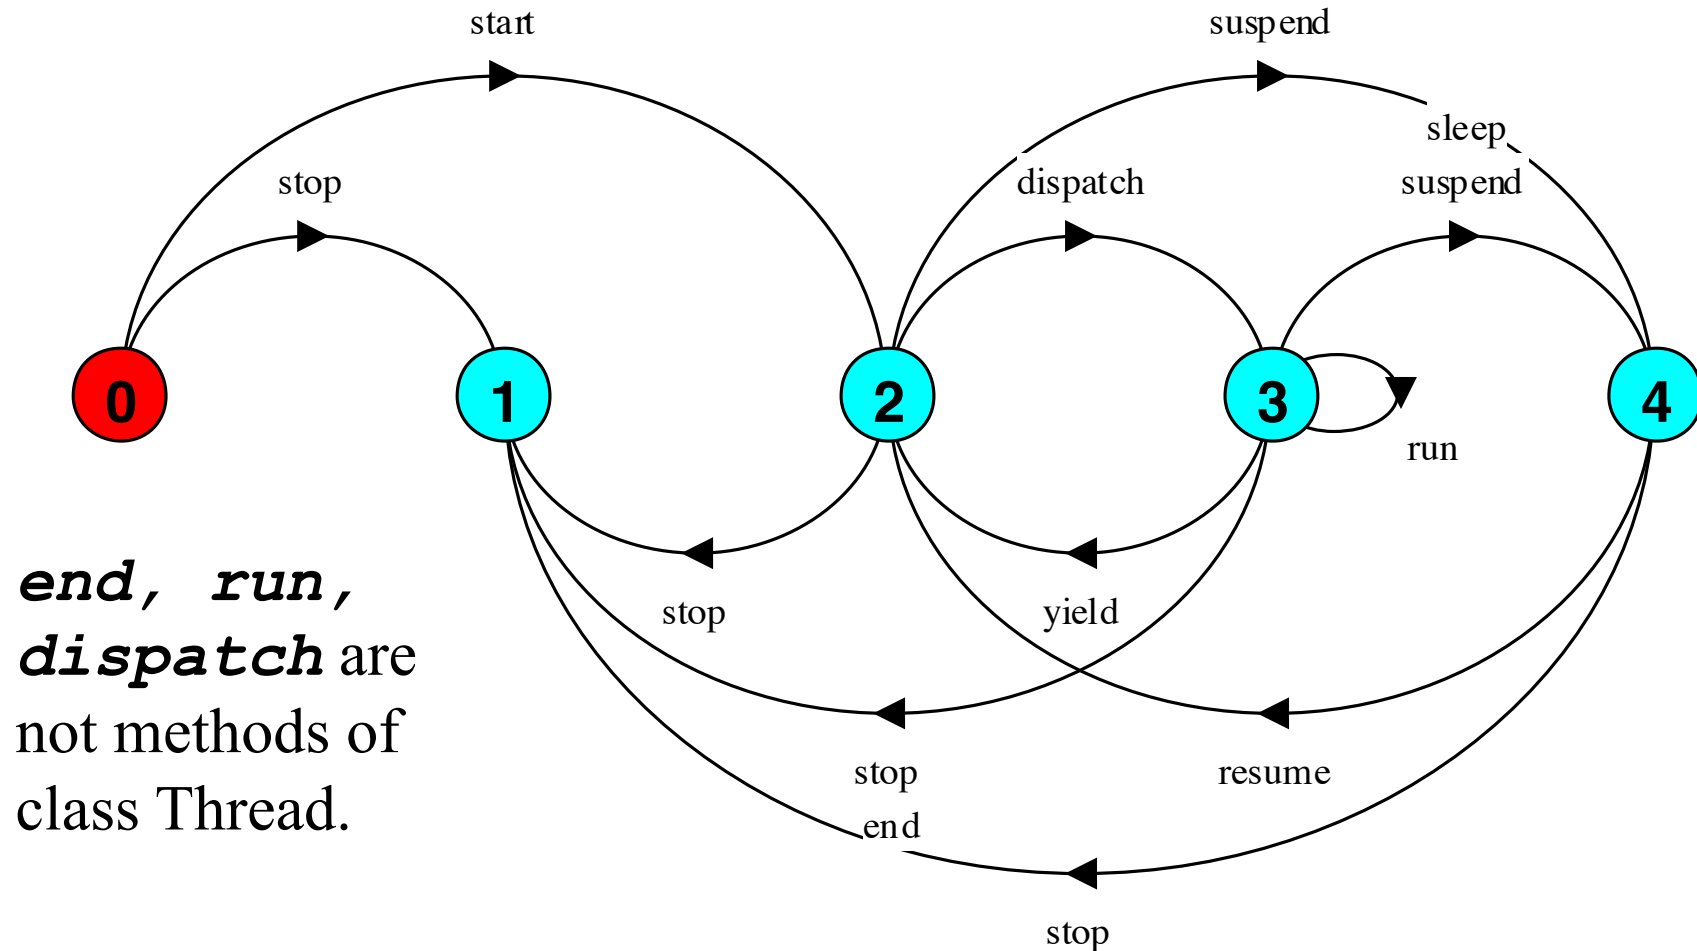 start
suspend
sleep
stop
dispatch
suspend
0
1
2
3
4
run
end, run,
dispatch are
not methods of
class Thread.
stop
yield
stop
end
resume
stop